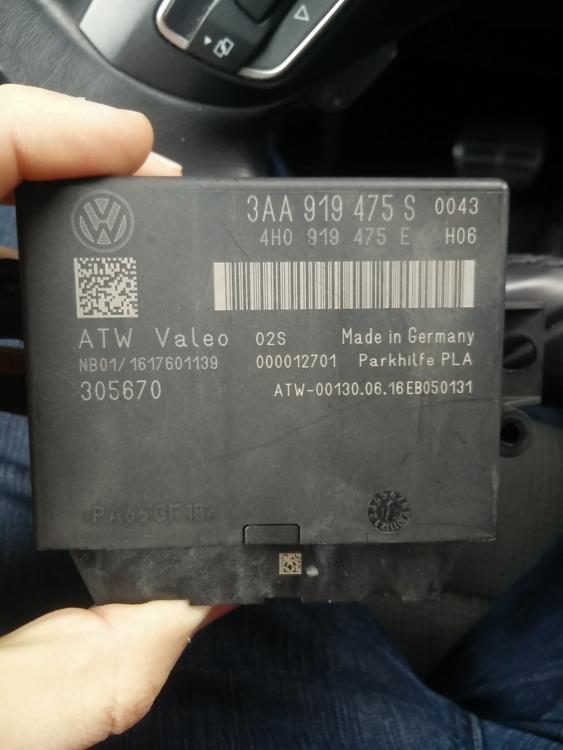 3AA 919 475 S 0043
4H0 919 475 E H06
ATW Valeo 02S Made in Germany
NB01/1617601139 000012701 Parkhilfe PLA
305670 ATW-00130.06.16EB050131
>PA66GF15<